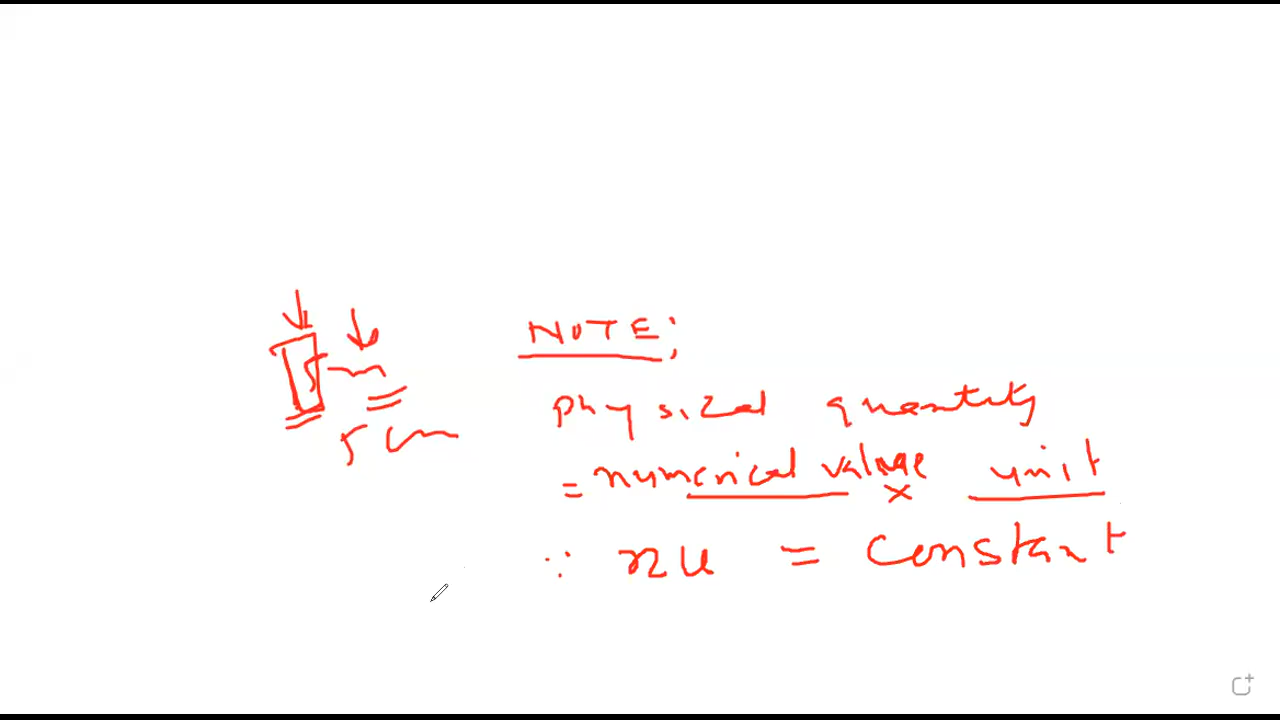 NOTE:
physical quantity
= numerical value × unit
∵ nu = constant
5 cm